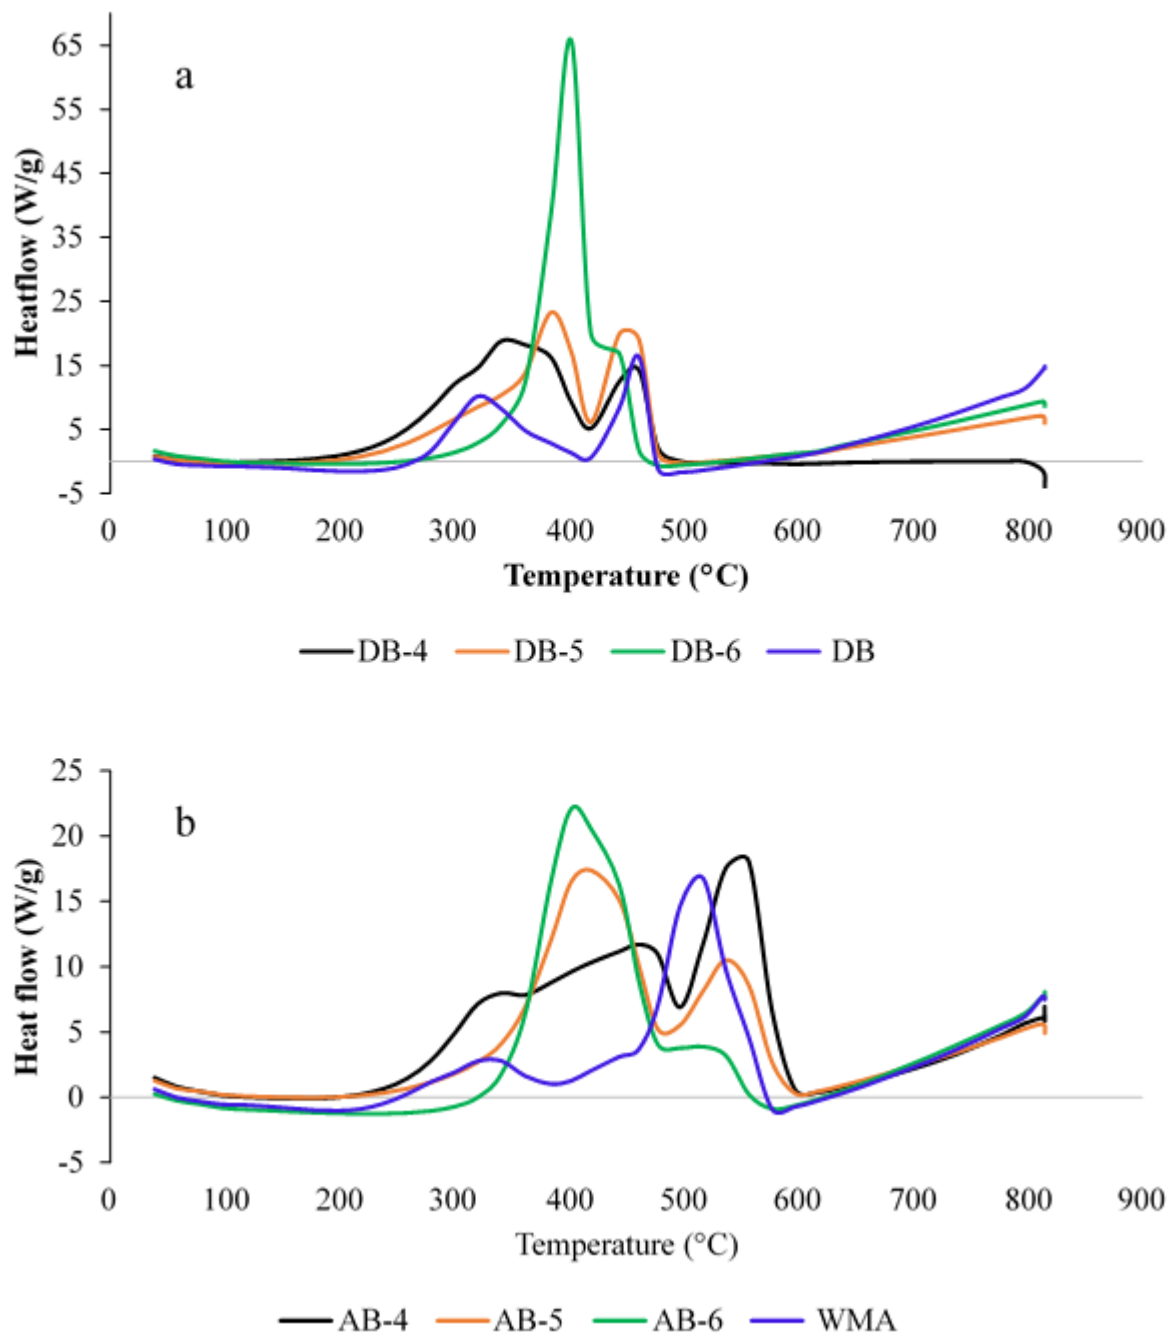 65
55
45
35
25
15
5
-5
Heatflow (W/g)
a
0 100 200 300 400 500 600 700 800 900
Temperature (°C)
DB-4 DB-5 DB-6 DB
25
20
15
10
5
0
-5
Heat flow (W/g)
b
0 100 200 300 400 500 600 700 800 900
Temperature (°C)
AB-4 AB-5 AB-6 WMA